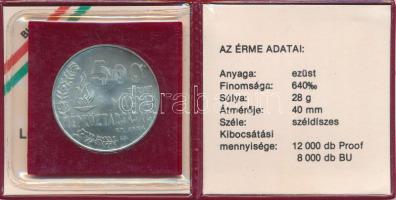 BU
L
500
AZ ÉRME ADATAI:
Anyaga: ezüst
Finomsága: 640‰
Súlya: 28 g
Átmérője: 40 mm
Széle: széldíszes
Kibocsátási
mennyisége: 12 000 db Proof
8 000 db BU